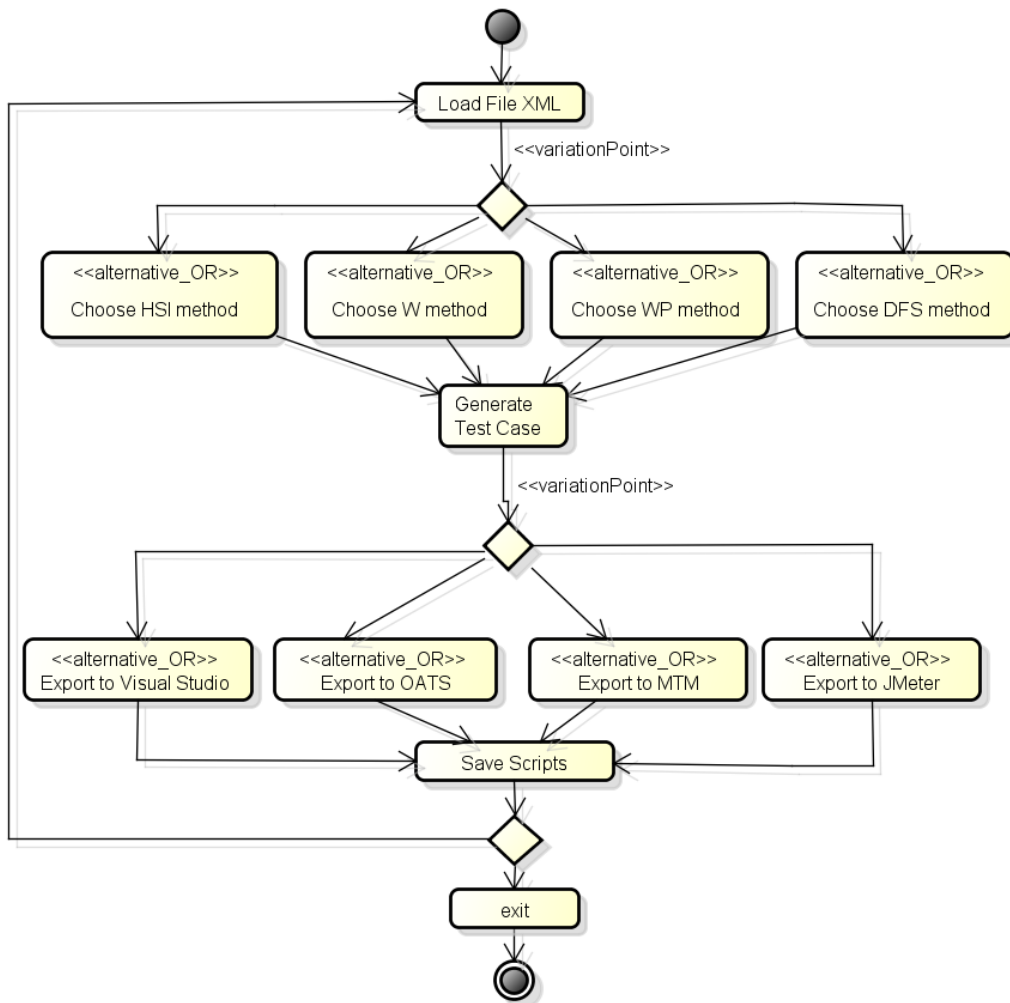 Load File XML
<<variationPoint>>
<<alternative_OR>>
Choose HSI method
<<alternative_OR>>
Choose W method
<<alternative_OR>>
Choose WP method
<<alternative_OR>>
Choose DFS method
Generate
Test Case
<<variationPoint>>
<<alternative_OR>>
Export to Visual Studio
<<alternative_OR>>
Export to OATS
<<alternative_OR>>
Export to MTM
<<alternative_OR>>
Export to JMeter
Save Scripts
exit